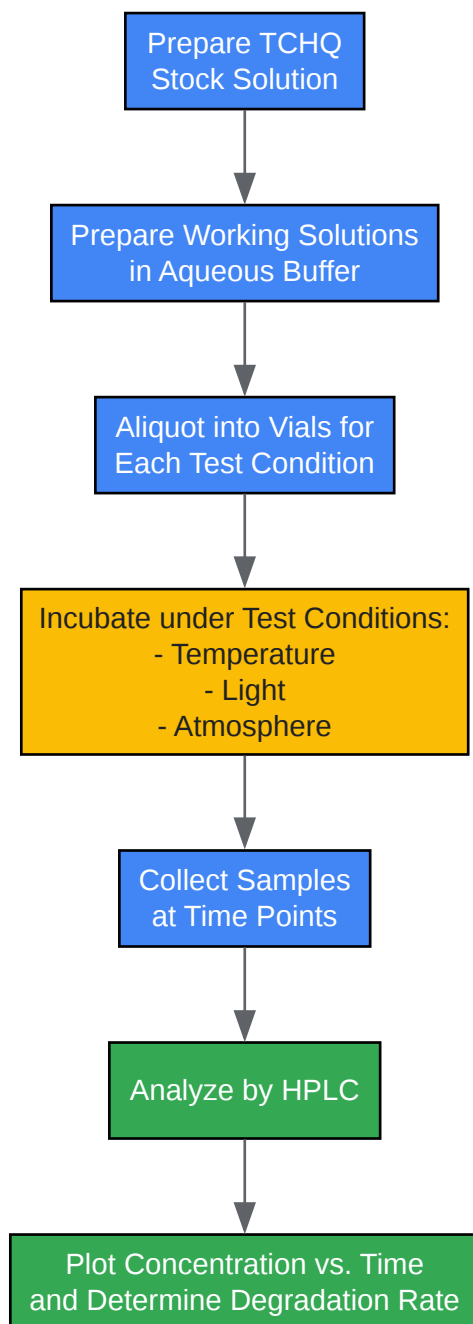 Prepare TCHQ
Stock Solution
Prepare Working Solutions
in Aqueous Buffer
Aliquot into Vials for
Each Test Condition
Incubate under Test Conditions:
- Temperature
- Light
- Atmosphere
Collect Samples
at Time Points
Analyze by HPLC
Plot Concentration vs. Time
and Determine Degradation Rate